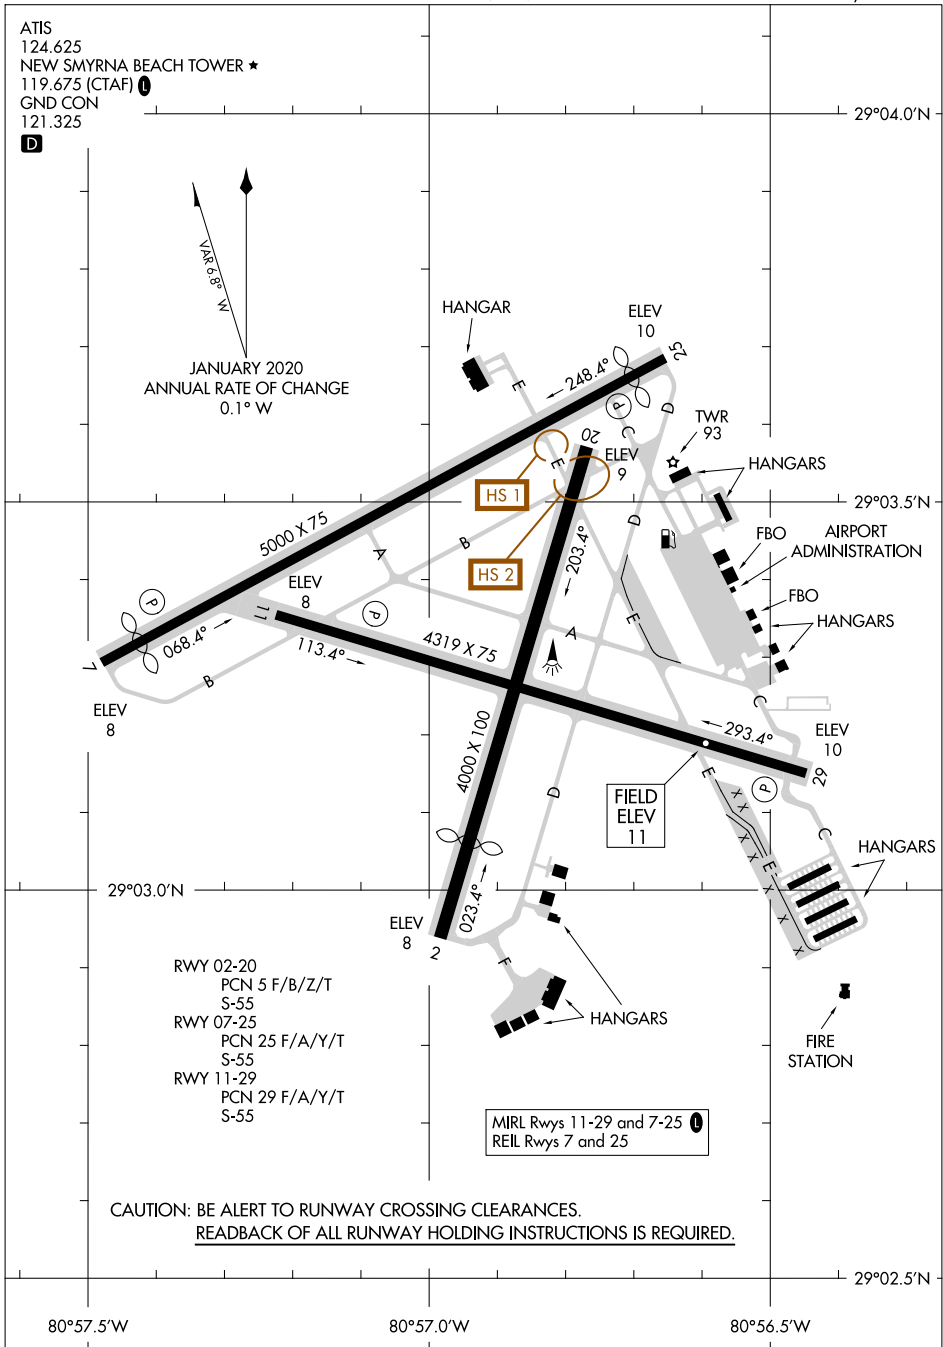 ATIS
124.625
NEW SMYRNA BEACH TOWER ★
119.675 (CTAF) L
GND CON
121.325
D
29°04.0'N
VAR 6.8° W
JANUARY 2020
ANNUAL RATE OF CHANGE
0.1° W
HANGAR
ELEV
10
25
248.4°
E
P
D
C
TWR
93
20
ELEV
6
E
HS 1
HANGARS
29°03.5'N
5000 X 75
A
B
D
HS 2
203.4°
FBO
AIRPORT
ADMINISTRATION
ELEV
8
FBO
P
P
11
HANGARS
068.4°
113.4°
4319 X 75
A
E
7
B
C
ELEV
8
293.4°
ELEV
10
4000 X 100
29
D
E
P
FIELD
ELEV
11
X
X
C
X
X
HANGARS
E
X
29°03.0'N
023.4°
X
ELEV
8
2
X
F
RWY 02-20
PCN 5 F/B/Z/T
S-55
RWY 07-25
PCN 25 F/A/Y/T
S-55
RWY 11-29
PCN 29 F/A/Y/T
S-55
HANGARS
FIRE
STATION
MIRL Rwys 11-29 and 7-25 L
REIL Rwys 7 and 25
CAUTION: BE ALERT TO RUNWAY CROSSING CLEARANCES.
READBACK OF ALL RUNWAY HOLDING INSTRUCTIONS IS REQUIRED.
29°02.5'N
80°57.5'W
80°57.0'W
80°56.5'W